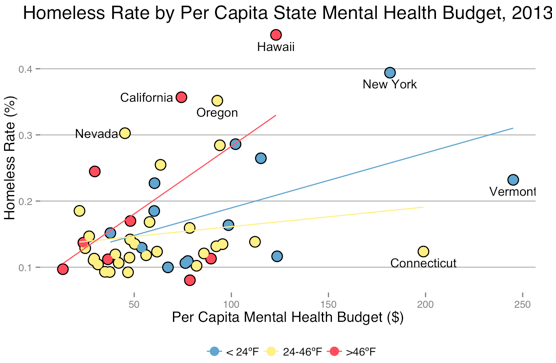 Homeless Rate by Per Capita State Mental Health Budget, 2013
Hawaii
0.4
New York
California
Oregon
Homeless Rate (%)
0.3
Nevada
0.2
Vermont
Connecticut
0.1
50 100 150 200 250
Per Capita Mental Health Budget ($)
< 24°F 24-46°F >46°F